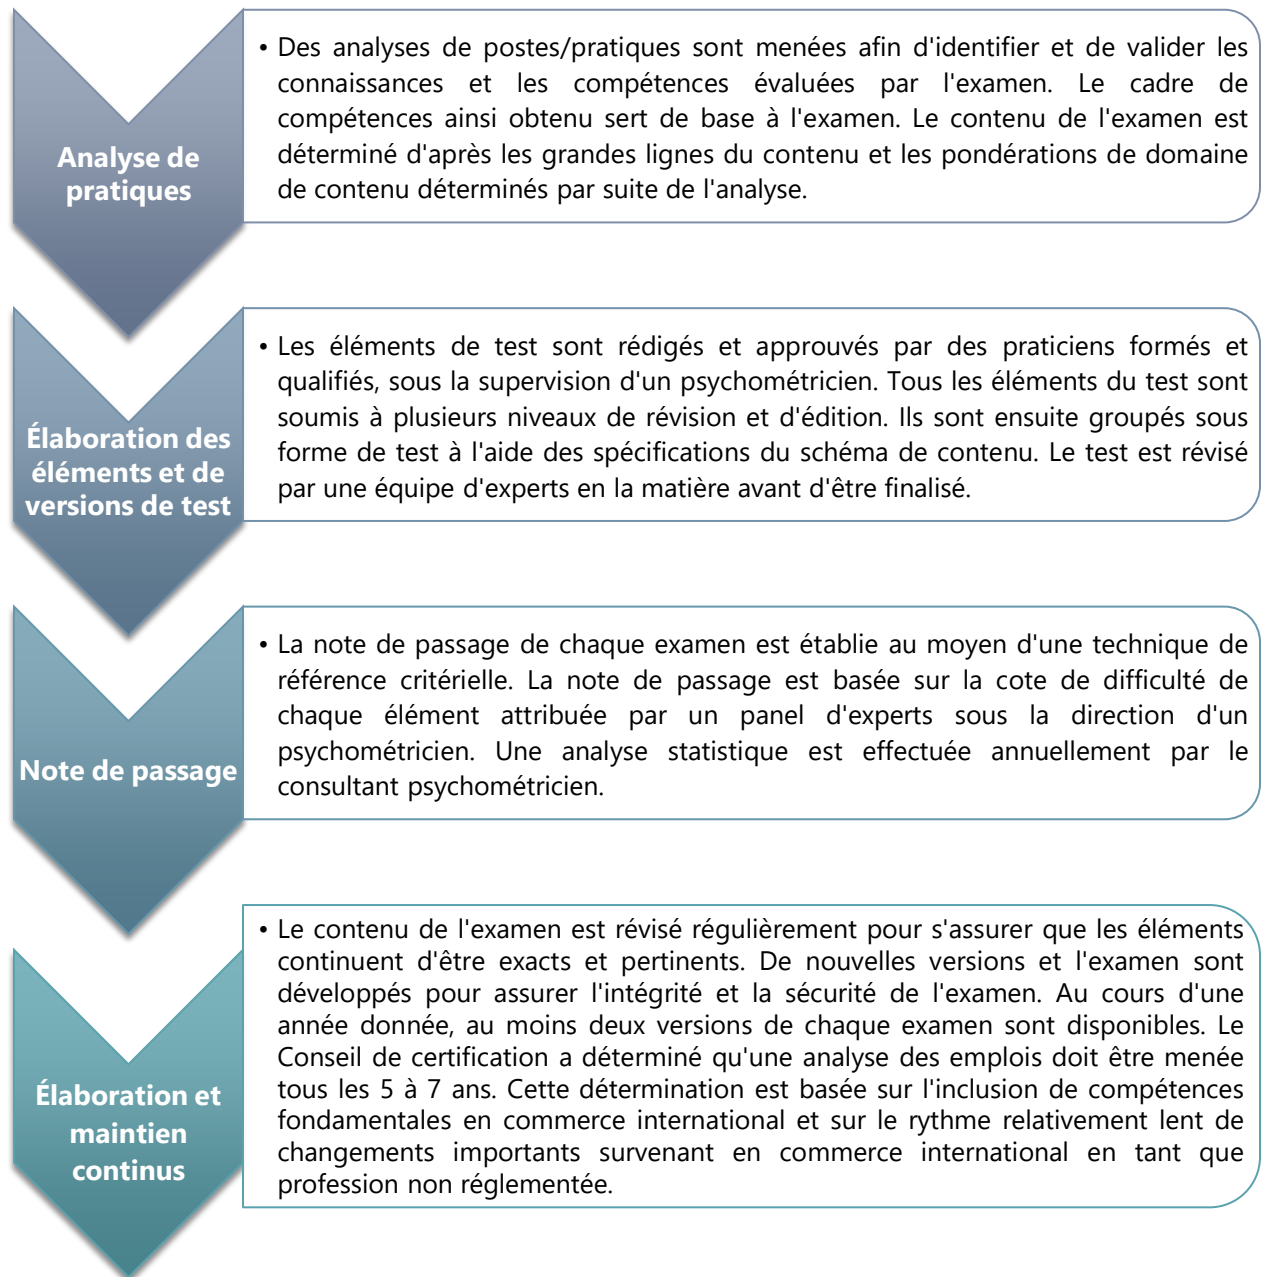 Analyse de
pratiques
• Des analyses de postes/pratiques sont menées afin d'identifier et de valider les
connaissances et les compétences évaluées par l'examen. Le cadre de
compétences ainsi obtenu sert de base à l'examen. Le contenu de l'examen est
déterminé d'après les grandes lignes du contenu et les pondérations de domaine
de contenu déterminés par suite de l'analyse.
Élaboration des
éléments et de
versions de test
• Les éléments de test sont rédigés et approuvés par des praticiens formés et
qualifiés, sous la supervision d'un psychométricien. Tous les éléments du test sont
soumis à plusieurs niveaux de révision et d'édition. Ils sont ensuite groupés sous
forme de test à l'aide des spécifications du schéma de contenu. Le test est révisé
par une équipe d'experts en la matière avant d'être finalisé.
Note de passage
• La note de passage de chaque examen est établie au moyen d'une technique de
référence critérielle. La note de passage est basée sur la cote de difficulté de
chaque élément attribuée par un panel d'experts sous la direction d'un
psychométricien. Une analyse statistique est effectuée annuellement par le
consultant psychométricien.
Élaboration et
maintien
continus
• Le contenu de l'examen est révisé régulièrement pour s'assurer que les éléments
continuent d'être exacts et pertinents. De nouvelles versions et l'examen sont
développés pour assurer l'intégrité et la sécurité de l'examen. Au cours d'une
année donnée, au moins deux versions de chaque examen sont disponibles. Le
Conseil de certification a déterminé qu'une analyse des emplois doit être menée
tous les 5 à 7 ans. Cette détermination est basée sur l'inclusion de compétences
fondamentales en commerce international et sur le rythme relativement lent de
changements importants survenant en commerce international en tant que
profession non réglementée.